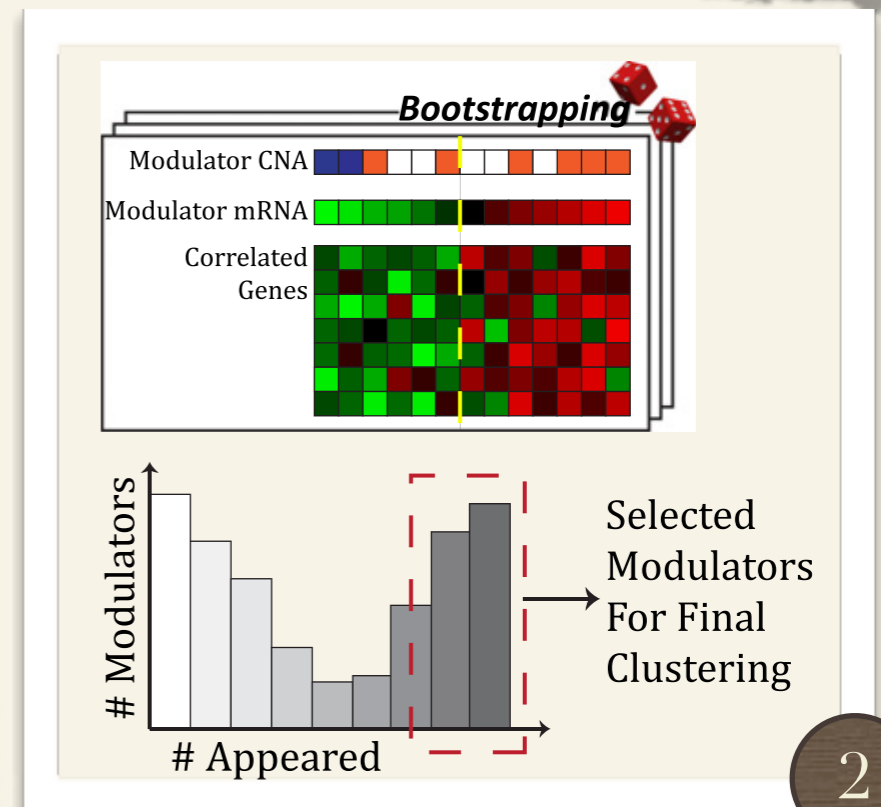 Bootstrapping
Modulator CNA
Modulator mRNA
Correlated
Genes
# Modulators
# Appeared
Selected
Modulators
For Final
Clustering
2